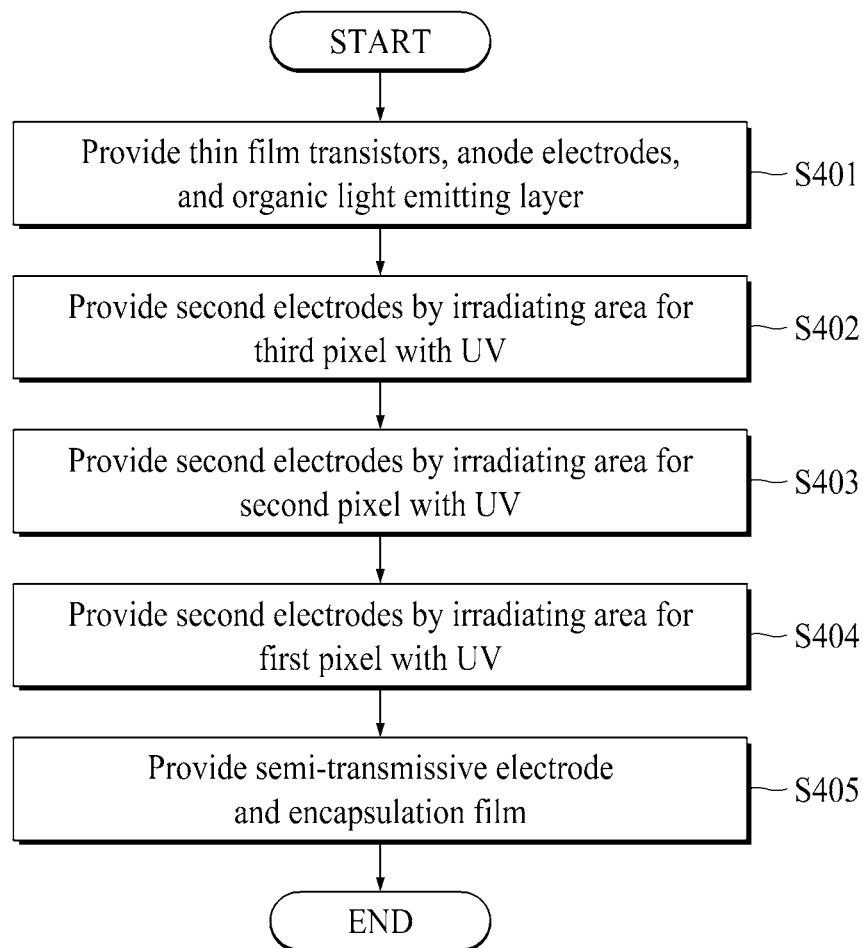 START
Provide thin film transistors, anode electrodes,
and organic light emitting layer
S401
Provide second electrodes by irradiating area for
third pixel with UV
S402
Provide second electrodes by irradiating area for
second pixel with UV
S403
Provide second electrodes by irradiating area for
first pixel with UV
S404
Provide semi-transmissive electrode
and encapsulation film
S405
END